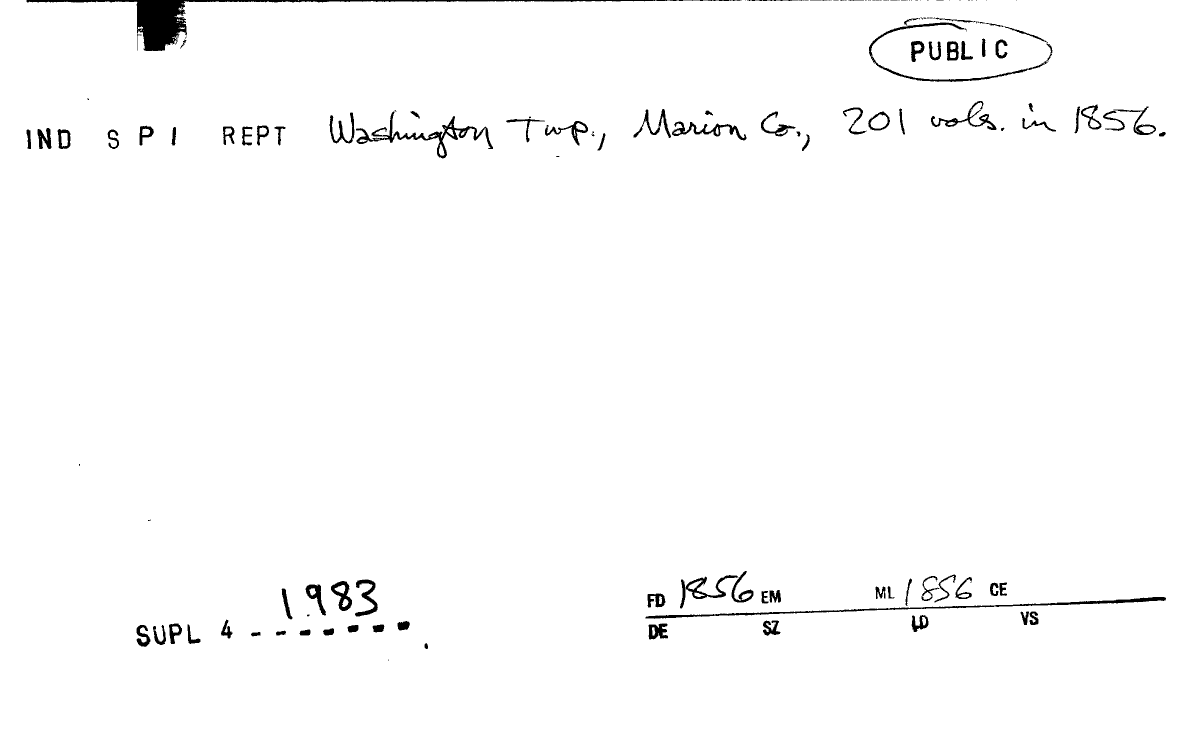 PUBLIC
IND S P I REPT Washington Twp., Marion Co., 201 vols. in 1856.
1983
SUPL 4 - - - - - - - .
FD 1856 EM ML 1856 CE
DE SZ LD VS